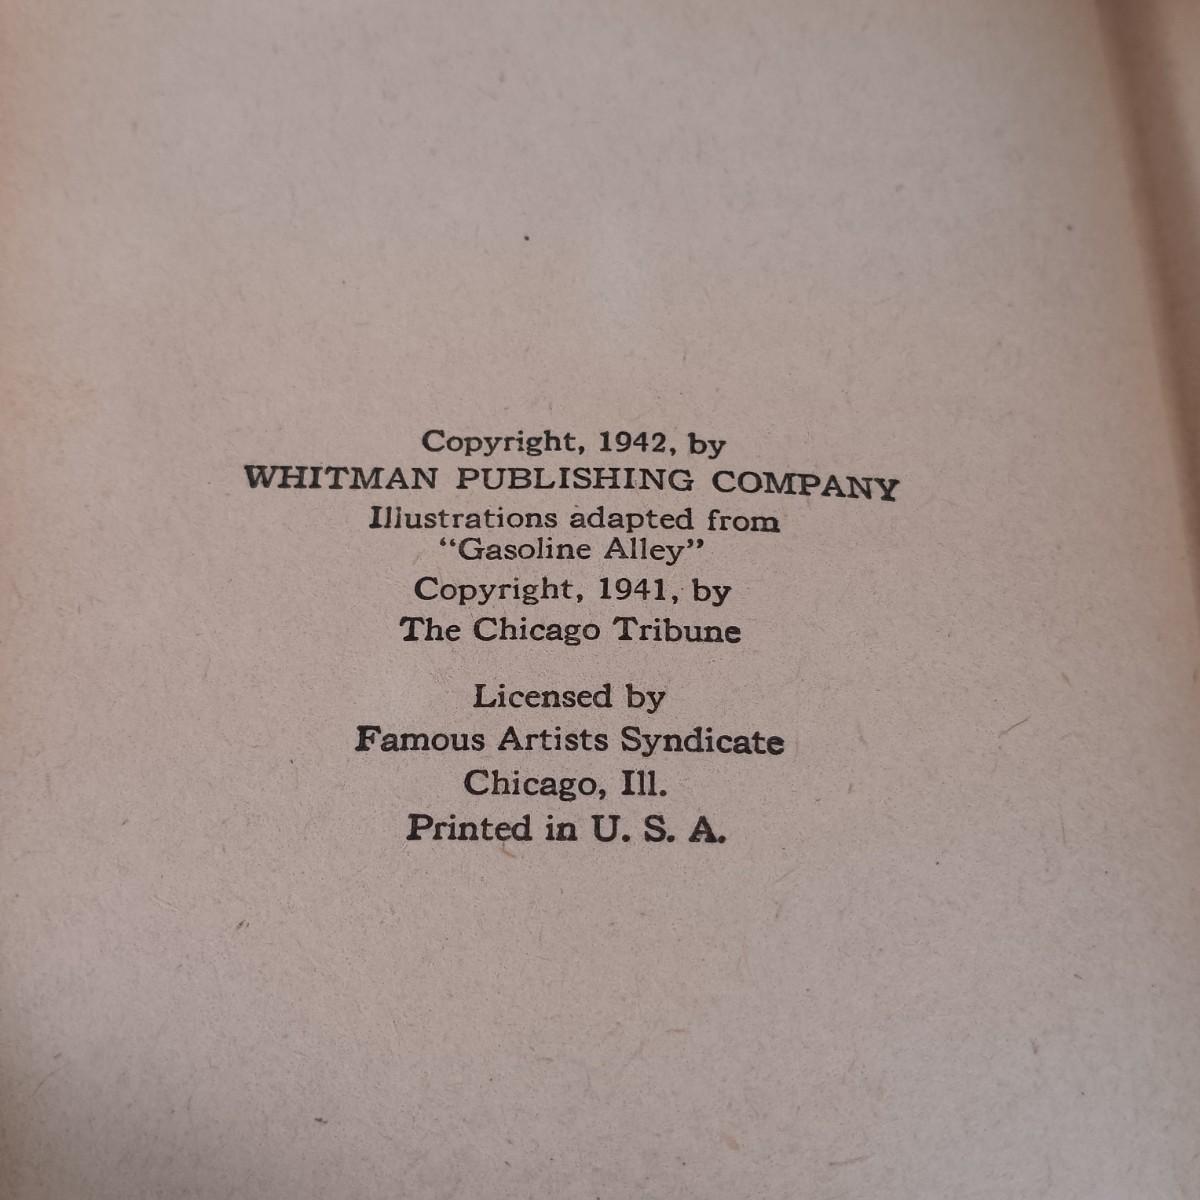 Copyright, 1942, by
WHITMAN PUBLISHING COMPANY
Illustrations adapted from
“Gasoline Alley”
Copyright, 1941, by
The Chicago Tribune
Licensed by
Famous Artists Syndicate
Chicago, Ill.
Printed in U. S. A.